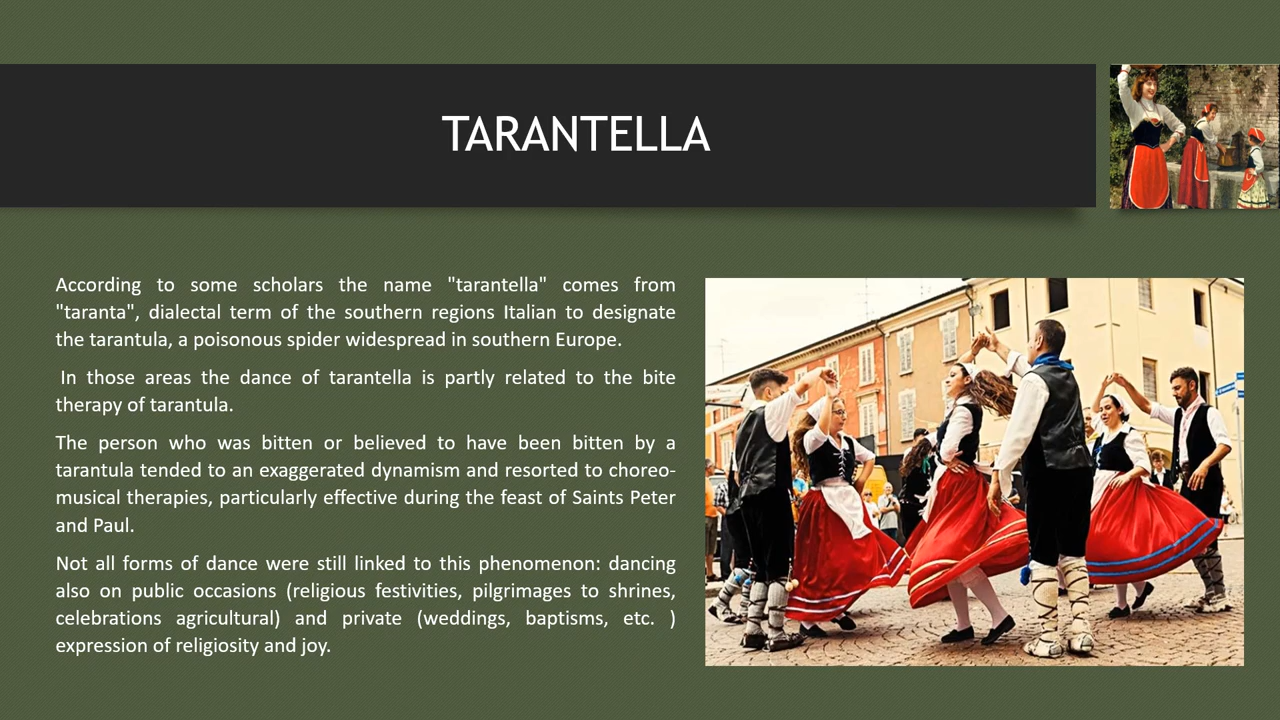 TARANTELLA
According to some scholars the name "tarantella" comes from
"taranta", dialectal term of the southern regions Italian to designate
the tarantula, a poisonous spider widespread in southern Europe.
In those areas the dance of tarantella is partly related to the bite
therapy of tarantula.
The person who was bitten or believed to have been bitten by a
tarantula tended to an exaggerated dynamism and resorted to choreo-
musical therapies, particularly effective during the feast of Saints Peter
and Paul.
Not all forms of dance were still linked to this phenomenon: dancing
also on public occasions (religious festivities, pilgrimages to shrines,
celebrations agricultural) and private (weddings, baptisms, etc. )
expression of religiosity and joy.